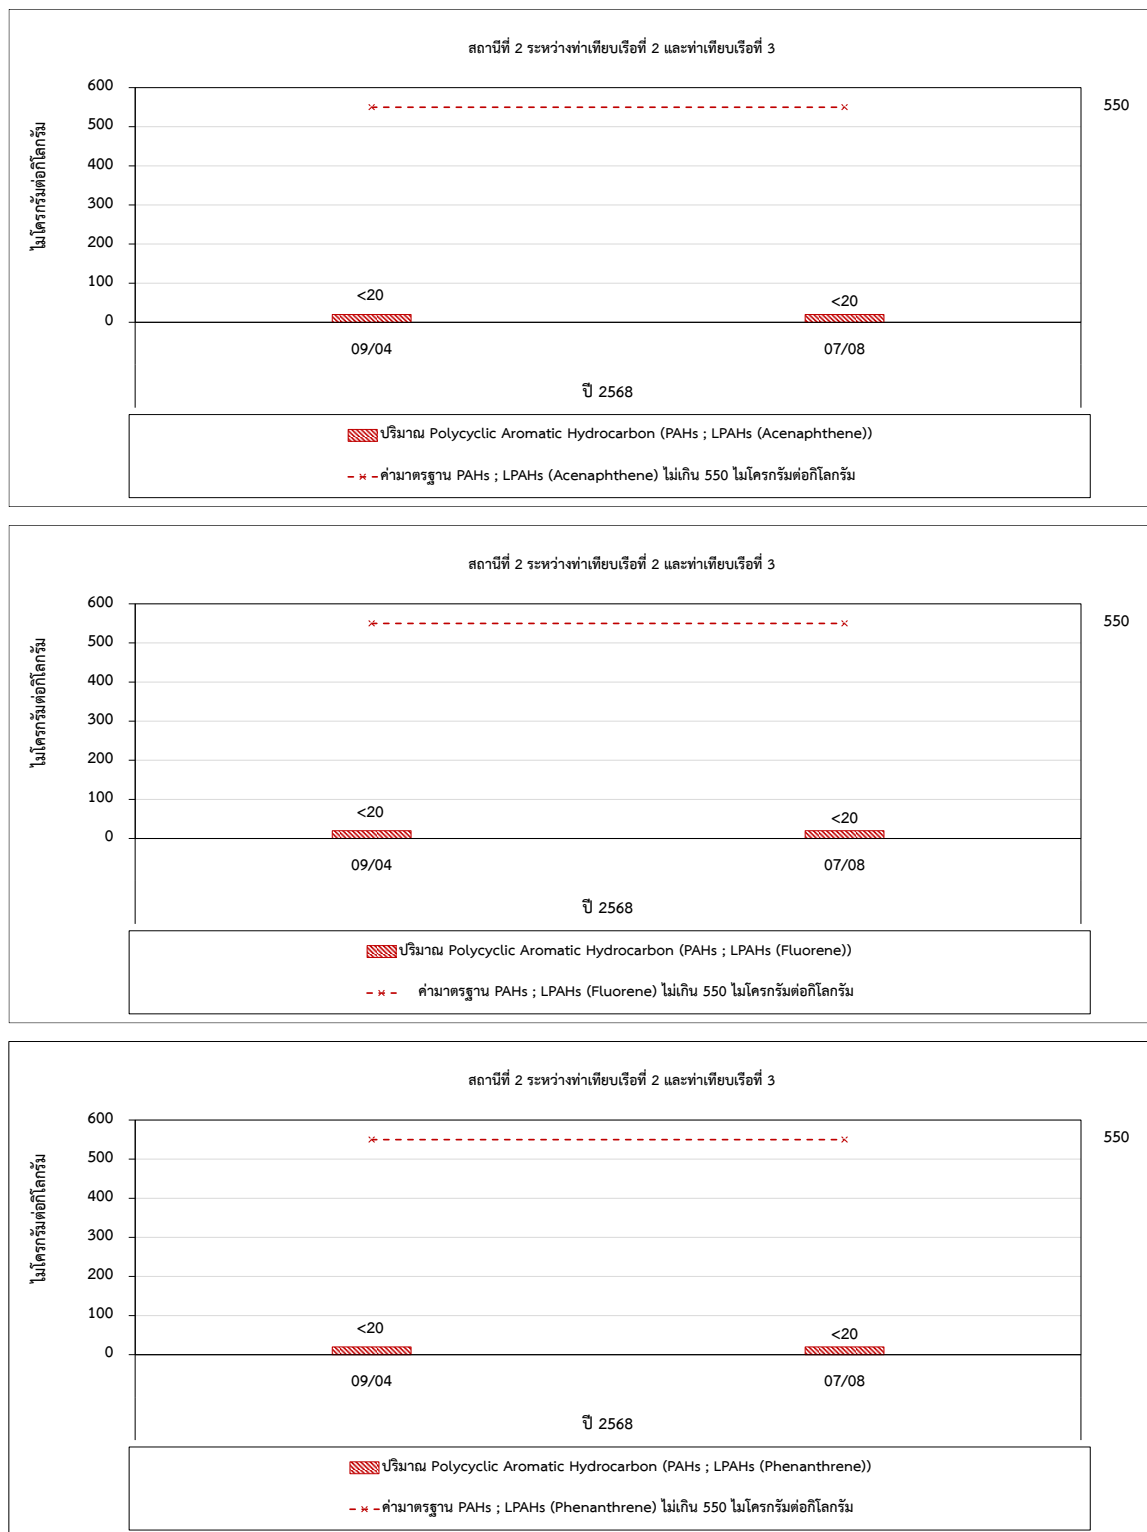 สถานีที่ 2 ระหว่างท่าเทียบเรือที่ 2 และท่าเทียบเรือที่ 3
ไมโครกรัมต่อกิโลกรัม
600
500
400
300
200
100
0
550
<20
<20
09/04
07/08
ปี 2568
ปริมาณ Polycyclic Aromatic Hydrocarbon (PAHs ; LPAHs (Acenaphthene))
ค่ามาตรฐาน PAHs ; LPAHs (Acenaphthene) ไม่เกิน 550 ไมโครกรัมต่อกิโลกรัม
สถานีที่ 2 ระหว่างท่าเทียบเรือที่ 2 และท่าเทียบเรือที่ 3
ไมโครกรัมต่อกิโลกรัม
600
500
400
300
200
100
0
550
<20
<20
09/04
07/08
ปี 2568
ปริมาณ Polycyclic Aromatic Hydrocarbon (PAHs ; LPAHs (Fluorene))
ค่ามาตรฐาน PAHs ; LPAHs (Fluorene) ไม่เกิน 550 ไมโครกรัมต่อกิโลกรัม
สถานีที่ 2 ระหว่างท่าเทียบเรือที่ 2 และท่าเทียบเรือที่ 3
ไมโครกรัมต่อกิโลกรัม
600
500
400
300
200
100
0
550
<20
<20
09/04
07/08
ปี 2568
ปริมาณ Polycyclic Aromatic Hydrocarbon (PAHs ; LPAHs (Phenanthrene))
ค่ามาตรฐาน PAHs ; LPAHs (Phenanthrene) ไม่เกิน 550 ไมโครกรัมต่อกิโลกรัม